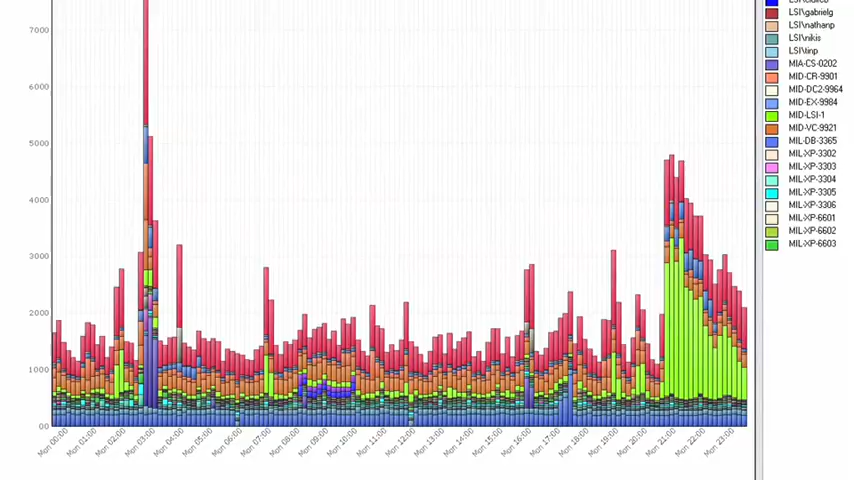 LSI\gabrielg
LSI\nathanp
LSI\nikis
LSI\tinp
MIA-CS-0202
MID-CR-9901
MID-DC2-9964
MID-EX-9984
MID-LSI-1
MID-VC-9921
MIL-DB-3365
MIL-XP-3302
MIL-XP-3303
MIL-XP-3304
MIL-XP-3305
MIL-XP-3306
MIL-XP-6601
MIL-XP-6602
MIL-XP-6603
7000
6000
5000
4000
3000
2000
1000
00
Mon 00:00
Mon 01:00
Mon 02:00
Mon 03:00
Mon 04:00
Mon 05:00
Mon 06:00
Mon 07:00
Mon 08:00
Mon 09:00
Mon 10:00
Mon 11:00
Mon 12:00
Mon 13:00
Mon 14:00
Mon 15:00
Mon 16:00
Mon 17:00
Mon 18:00
Mon 19:00
Mon 20:00
Mon 21:00
Mon 22:00
Mon 23:00